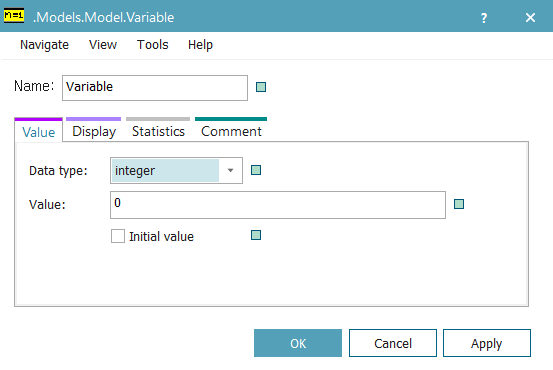 n=1 .Models.Model.Variable ? ×
Navigate View Tools Help
Name: Variable
Value Display Statistics Comment
Data type: integer
Value: 0
Initial value
OK Cancel Apply